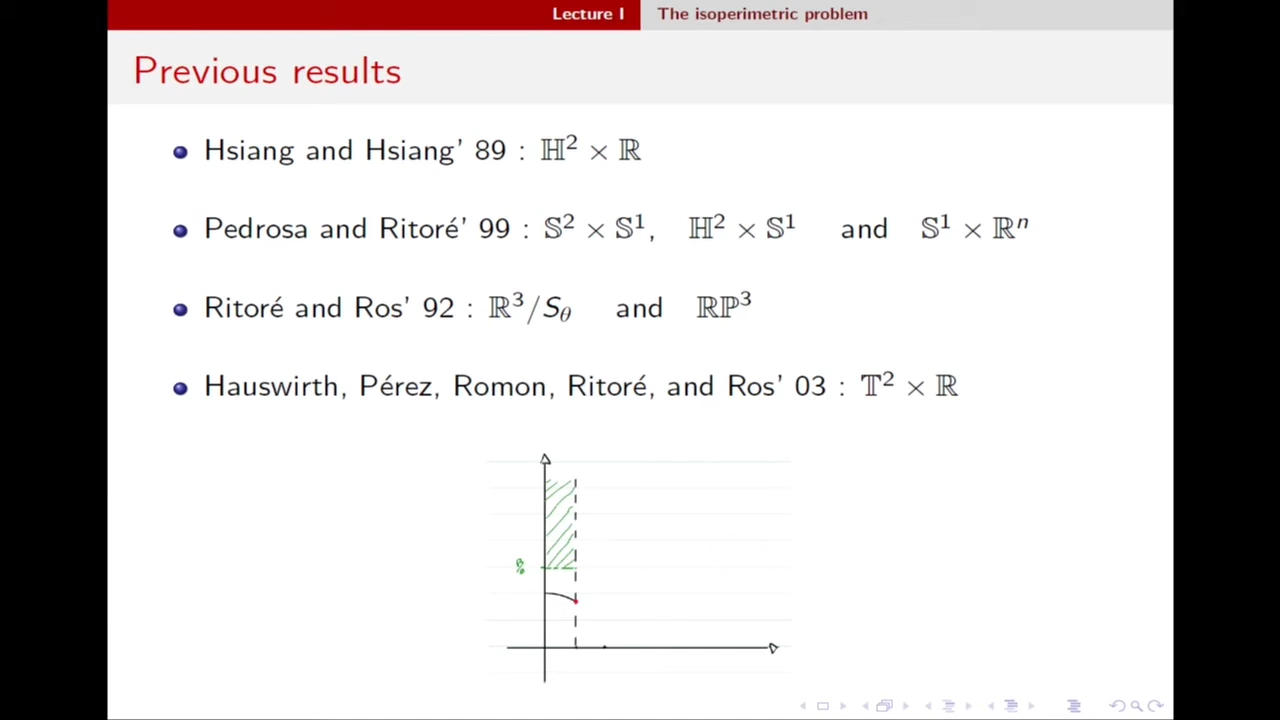 Lecture I The isoperimetric problem
Previous results
Hsiang and Hsiang' 89 : ℍ² × ℝ
Pedrosa and Ritoré' 99 : 𝕊² × 𝕊¹, ℍ² × 𝕊¹ and 𝕊¹ × ℝⁿ
Ritoré and Ros' 92 : ℝ³/S_θ and ℝℙ³
Hauswirth, Pérez, Romon, Ritoré, and Ros' 03 : 𝕋² × ℝ